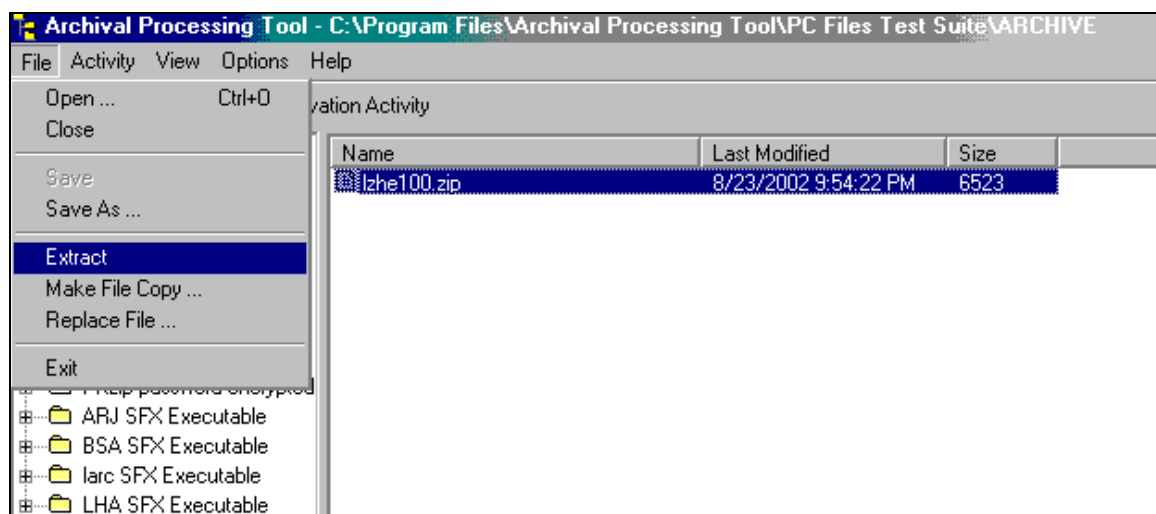 Archival Processing Tool - C:\Program Files\Archival Processing Tool\PC Files Test Suite\ARCHIVE
File Activity View Options Help
Open ... Ctrl+O
Close
Save
Save As ...
Extract
Make File Copy ...
Replace File ...
Exit
vation Activity
Name Last Modified Size
lzhe100.zip 8/23/2002 9:54:22 PM 6523
ARJ SFX Executable
BSA SFX Executable
larc SFX Executable
LHA SFX Executable